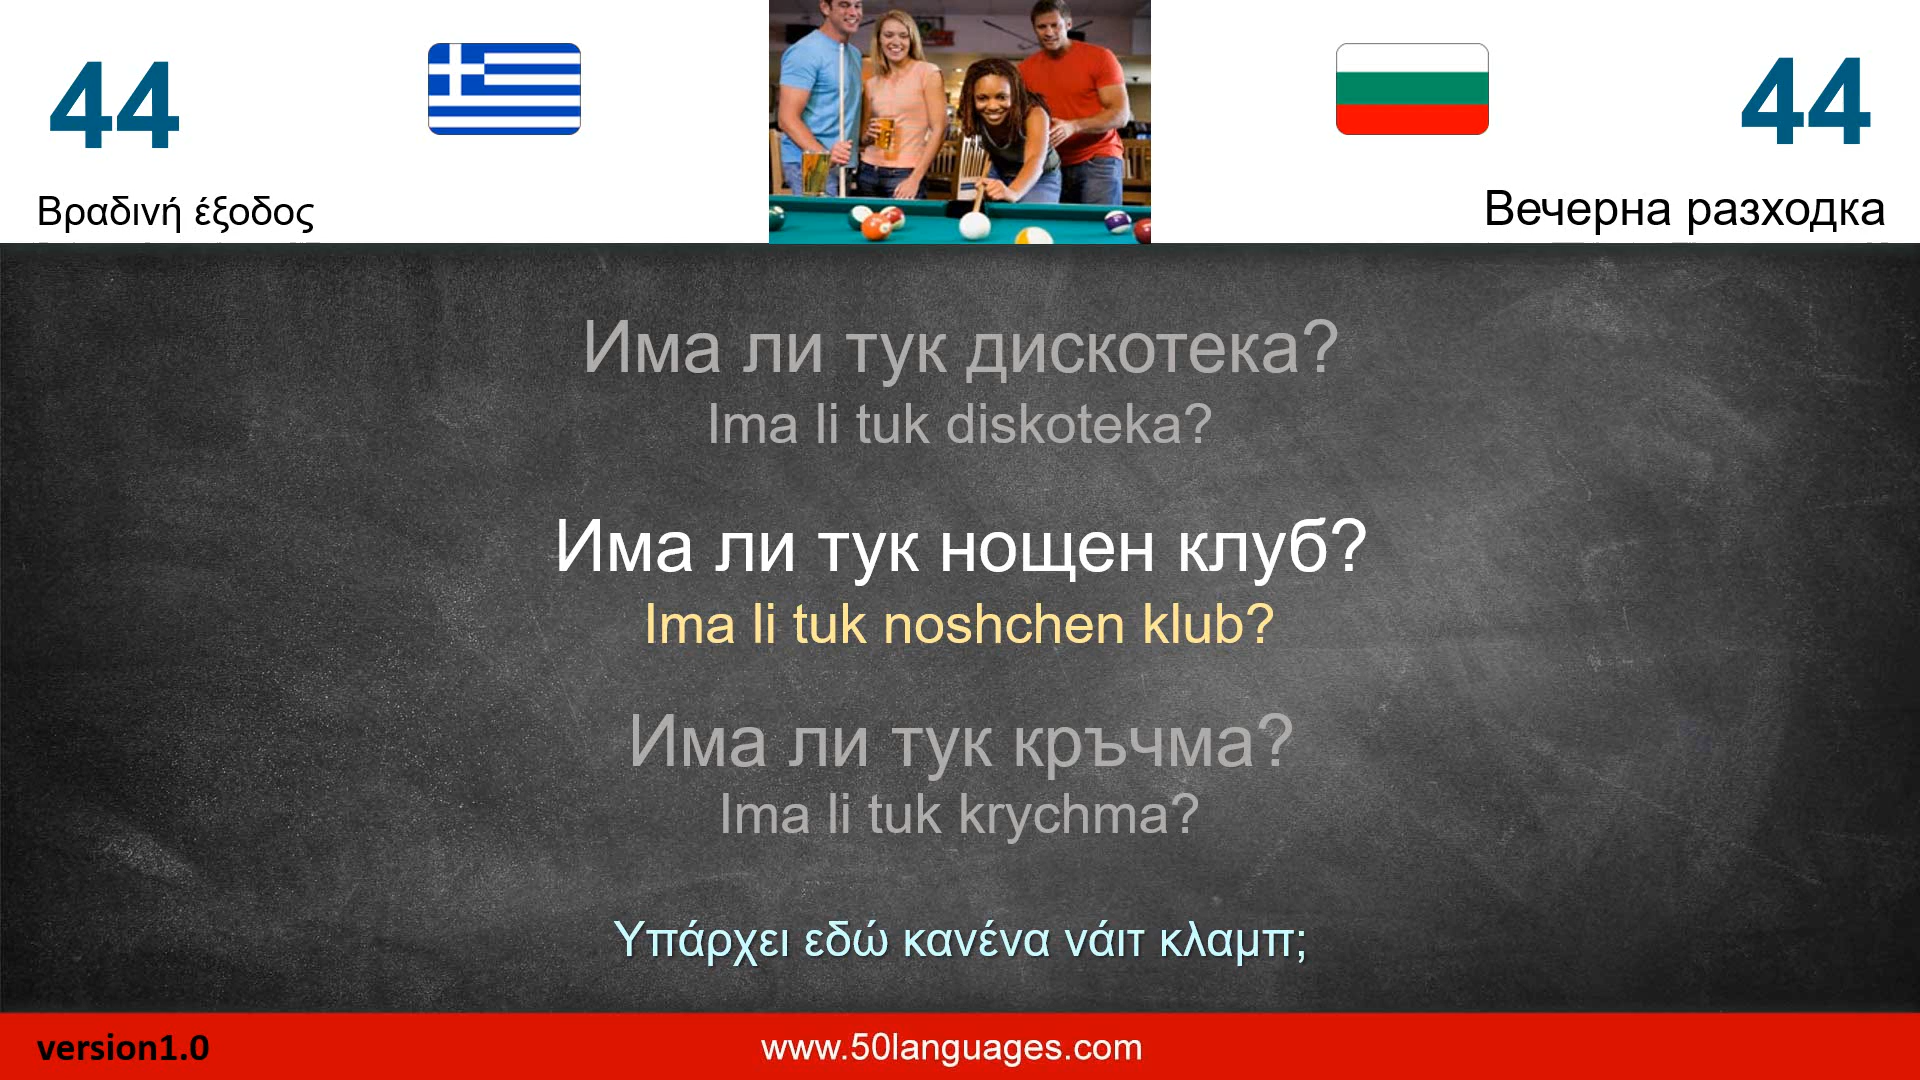 44
44
Βραδινή έξοδος
Вечерна разходка
Има ли тук дискотека?
Ima li tuk diskoteka?
Има ли тук нощен клуб?
Ima li tuk noshchen klub?
Има ли тук кръчма?
Ima li tuk krychma?
Υπάρχει εδώ κανένα νάιτ κλαμπ;
version1.0
www.50languages.com